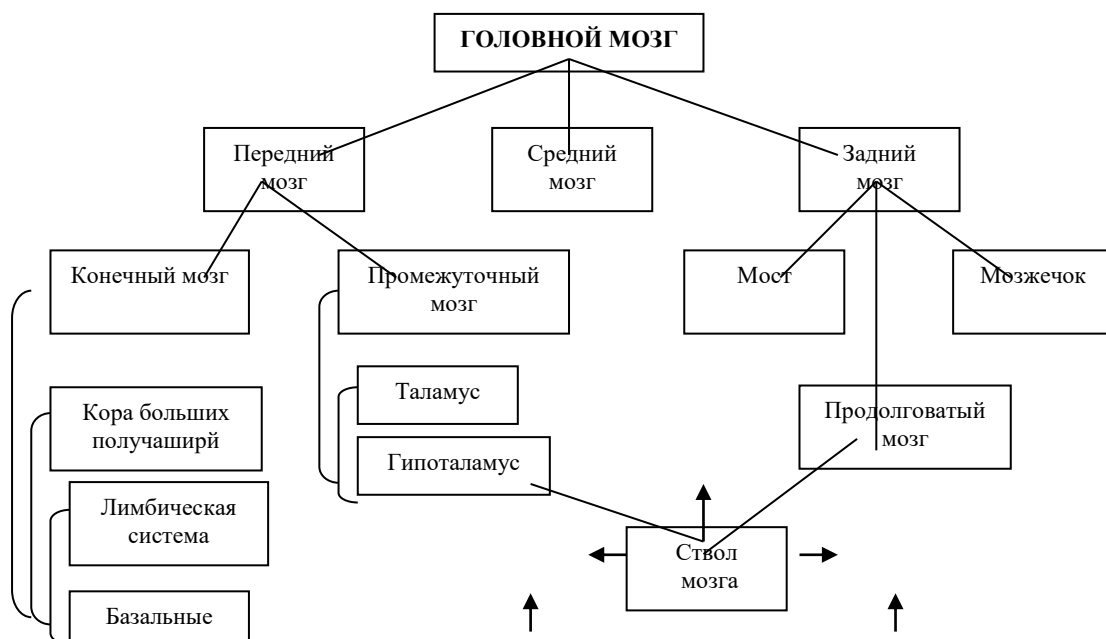 ГОЛОВНОЙ МОЗГ
Передний
мозг
Средний
мозг
Задний
мозг
Конечный мозг
Промежуточный
мозг
Мост
Мозжечок
Таламус
Кора больших
получаширй
Продолговатый
мозг
Гипоталамус
Лимбическая
система
Ствол
мозга
Базальные